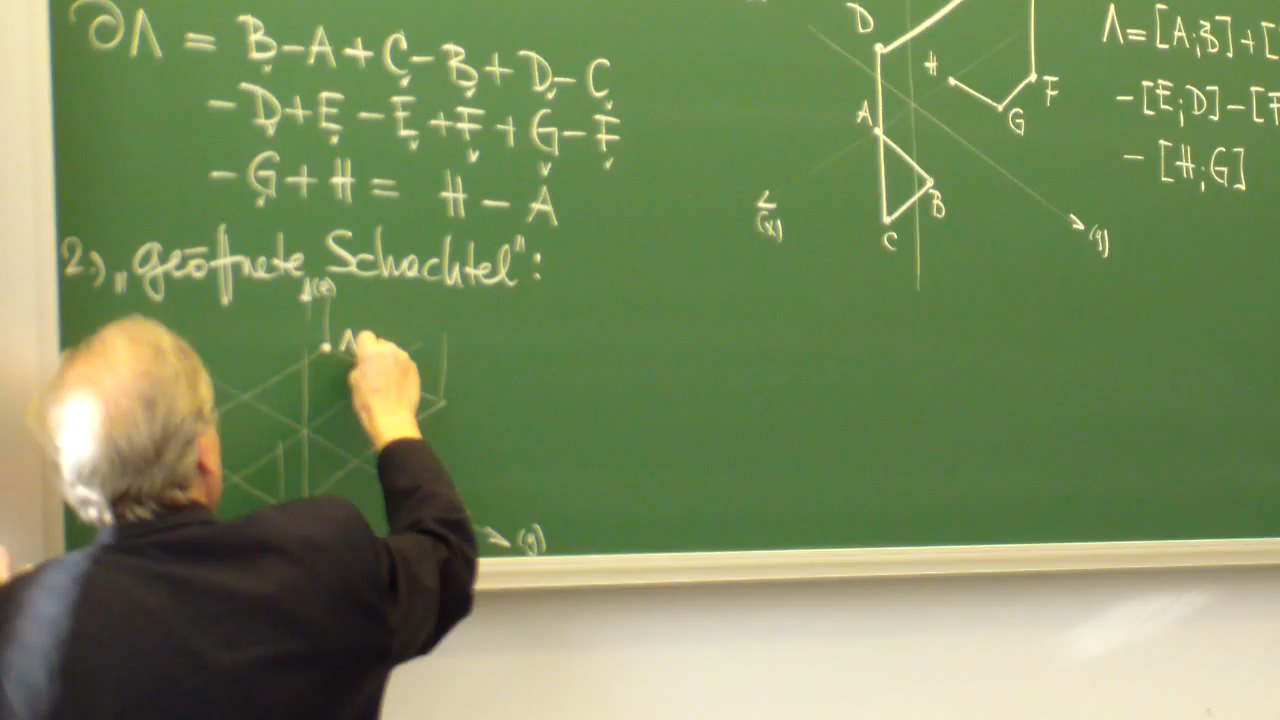 ∂Λ = B-A+C-B+D-C
-D+E-E+F+G-F
-G+H= H-A
2.) „geöffnete Schachtel":
(z)
(y)
D
H
A
F
G
B
C
(x)
(y)
Λ=[A;B]+[
-[E;D]-[F
-[H;G]